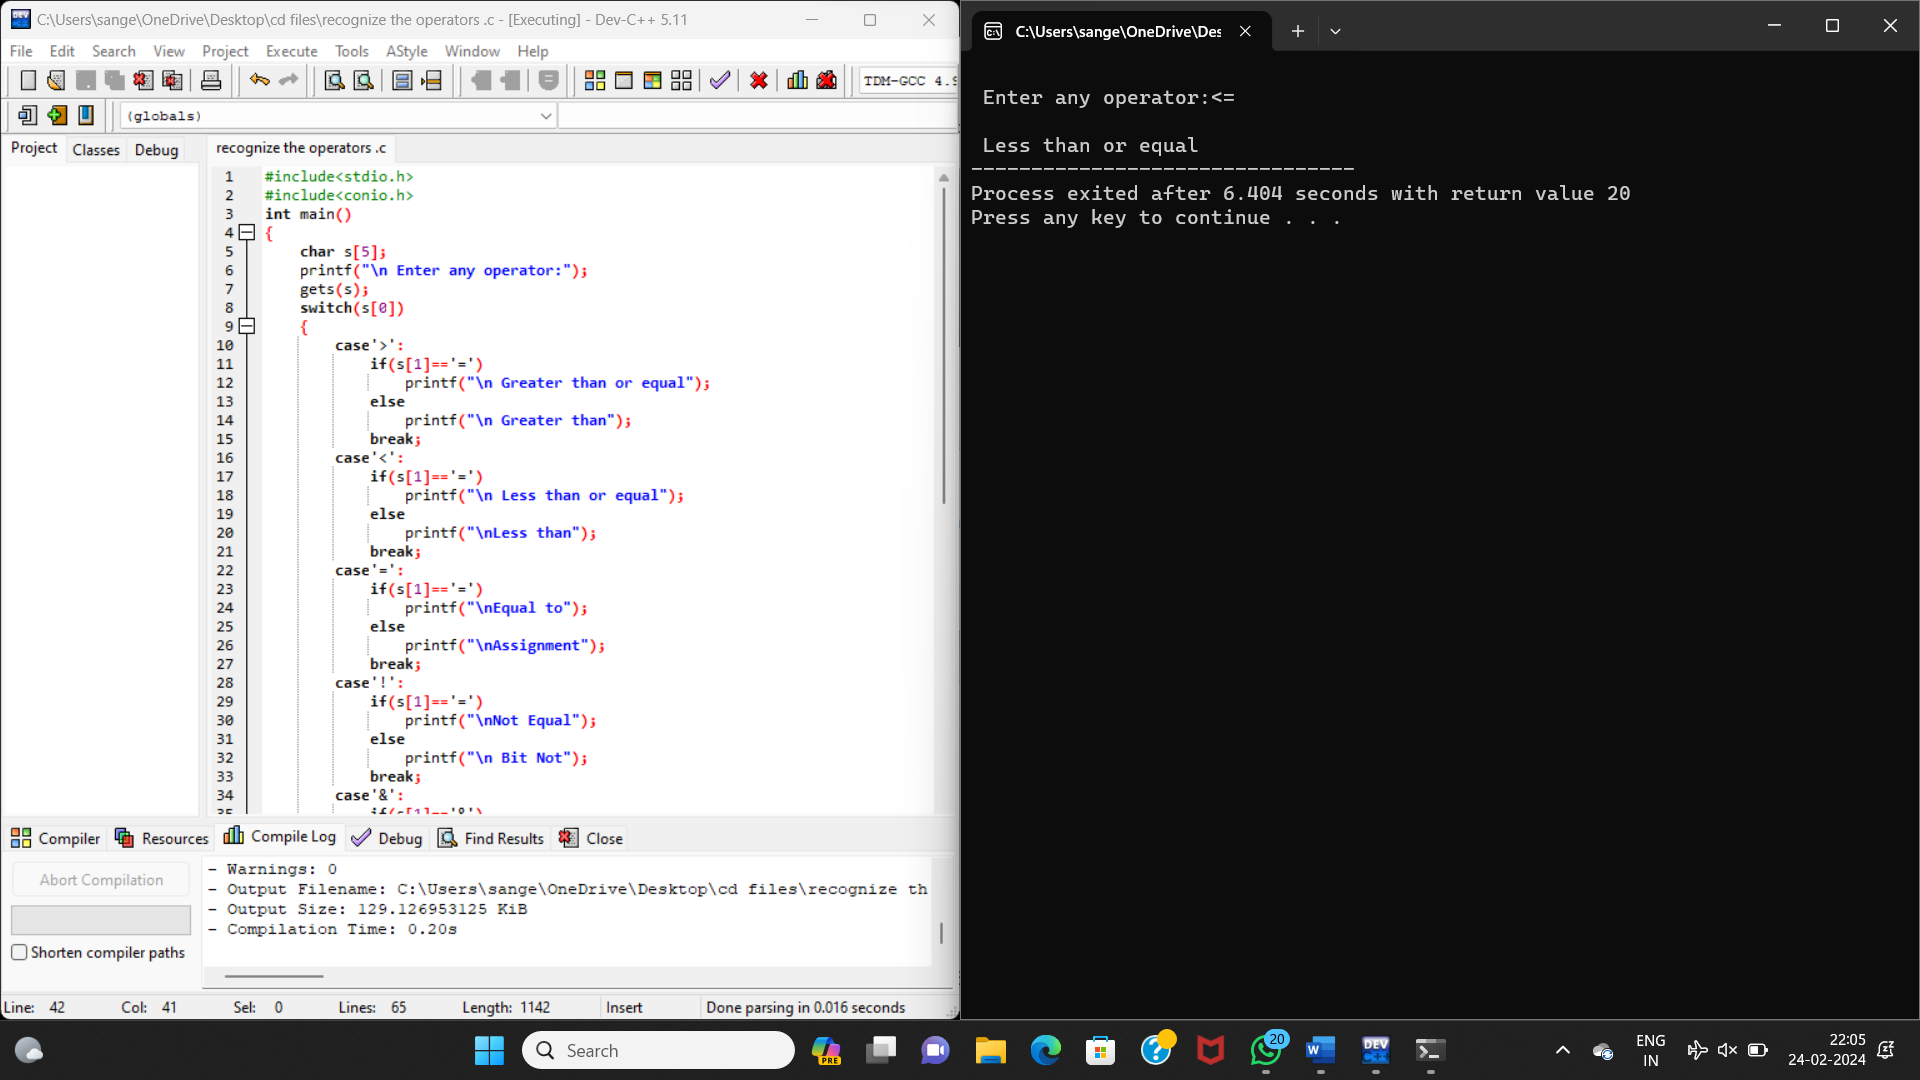 C:\Users\sange\OneDrive\Desktop\cd files\recognize the operators .c - [Executing] - Dev-C++ 5.11
File Edit Search View Project Execute Tools AStyle Window Help
TDM-GCC 4.9
(globals)
Project Classes Debug
recognize the operators .c
1 #include<stdio.h>
2 #include<conio.h>
3 int main()
4 {
5 char s[5];
6 printf("\n Enter any operator:");
7 gets(s);
8 switch(s[0])
9 {
10 case'>':
11 if(s[1]=='=')
12 printf("\n Greater than or equal");
13 else
14 printf("\n Greater than");
15 break;
16 case'<':
17 if(s[1]=='=')
18 printf("\n Less than or equal");
19 else
20 printf("\nLess than");
21 break;
22 case'=':
23 if(s[1]=='=')
24 printf("\nEqual to");
25 else
26 printf("\nAssignment");
27 break;
28 case'!':
29 if(s[1]=='=')
30 printf("\nNot Equal");
31 else
32 printf("\n Bit Not");
33 break;
34 case'&':
35 if(s[1]=='&')
Compiler Resources Compile Log Debug Find Results Close
Abort Compilation
Shorten compiler paths
- Warnings: 0
- Output Filename: C:\Users\sange\OneDrive\Desktop\cd files\recognize th
- Output Size: 129.126953125 KiB
- Compilation Time: 0.20s
Line: 42 Col: 41 Sel: 0 Lines: 65 Length: 1142 Insert Done parsing in 0.016 seconds
C:\Users\sange\OneDrive\Des
Enter any operator:<=
Less than or equal
--------------------------------
Process exited after 6.404 seconds with return value 20
Press any key to continue . . .
Search
PRE
20
DEV
C++
ENG
IN
22:05
24-02-2024